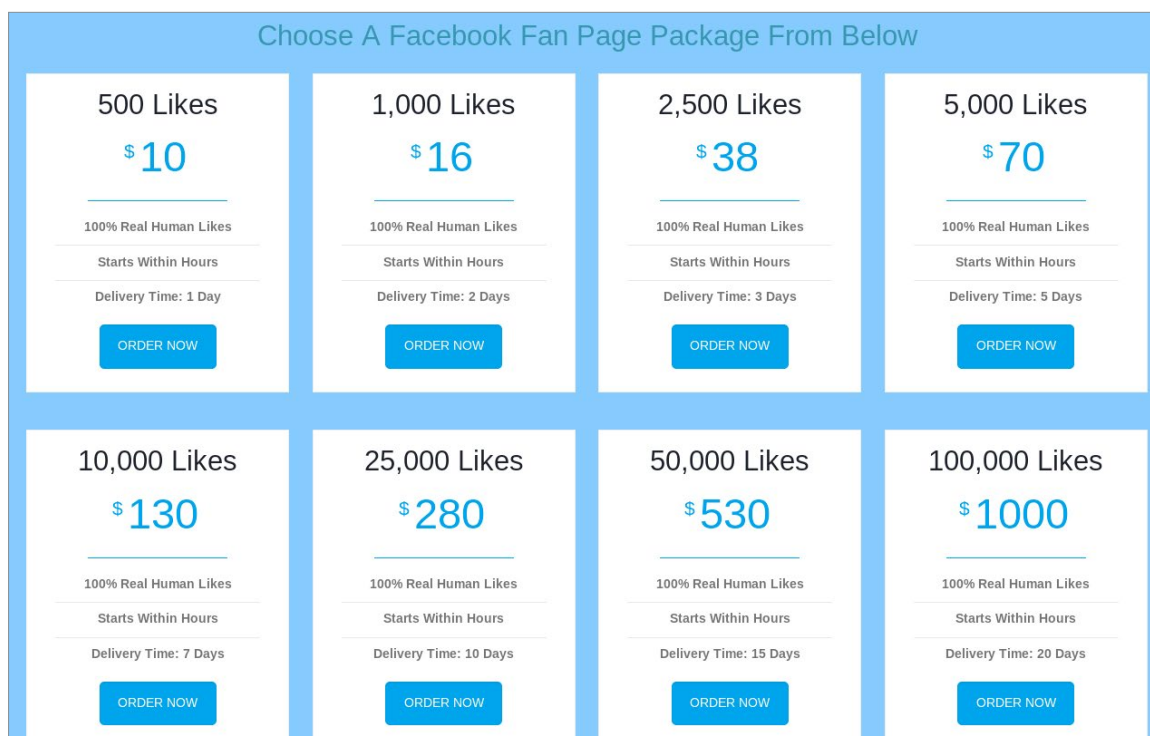 Choose A Facebook Fan Page Package From Below
500 Likes
$ 10
100% Real Human Likes
Starts Within Hours
Delivery Time: 1 Day
ORDER NOW
1,000 Likes
$ 16
100% Real Human Likes
Starts Within Hours
Delivery Time: 2 Days
ORDER NOW
2,500 Likes
$ 38
100% Real Human Likes
Starts Within Hours
Delivery Time: 3 Days
ORDER NOW
5,000 Likes
$ 70
100% Real Human Likes
Starts Within Hours
Delivery Time: 5 Days
ORDER NOW
10,000 Likes
$ 130
100% Real Human Likes
Starts Within Hours
Delivery Time: 7 Days
ORDER NOW
25,000 Likes
$ 280
100% Real Human Likes
Starts Within Hours
Delivery Time: 10 Days
ORDER NOW
50,000 Likes
$ 530
100% Real Human Likes
Starts Within Hours
Delivery Time: 15 Days
ORDER NOW
100,000 Likes
$ 1000
100% Real Human Likes
Starts Within Hours
Delivery Time: 20 Days
ORDER NOW